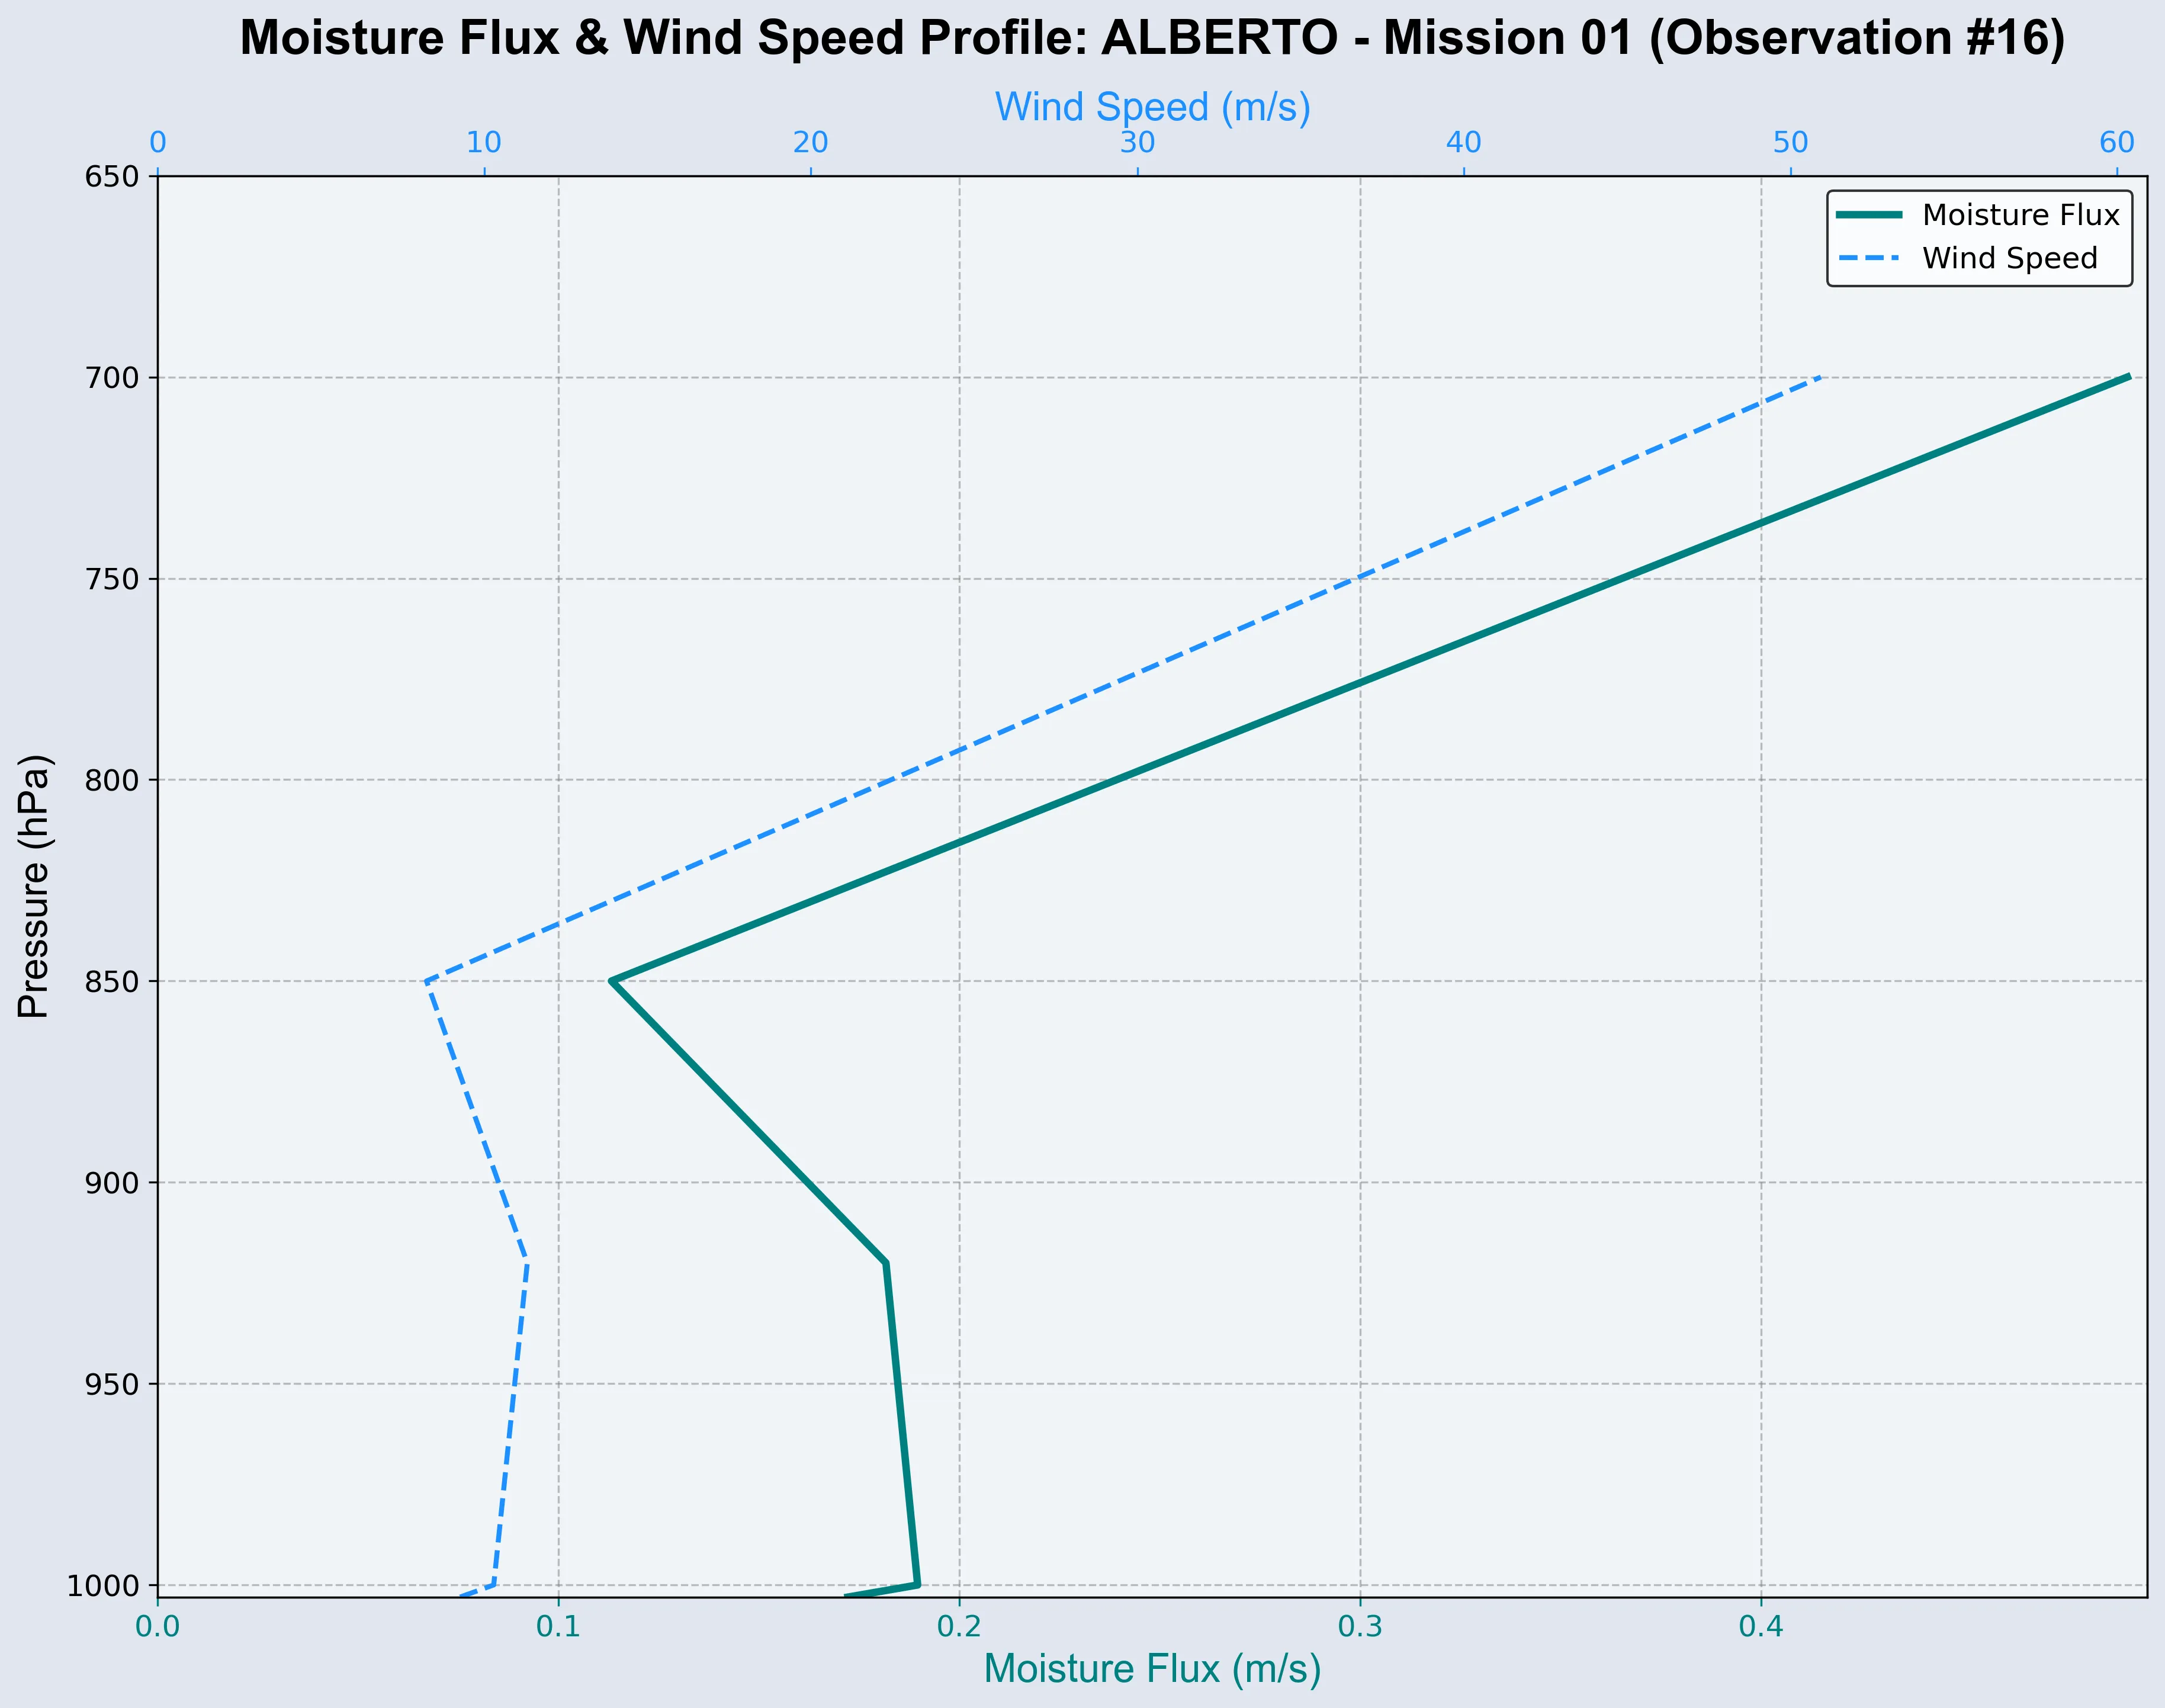 Moisture Flux & Wind Speed Profile: ALBERTO - Mission 01 (Observation #16)
Wind Speed (m/s)
0 10 20 30 40 50 60
Moisture Flux
Wind Speed
Pressure (hPa)
650
700
750
800
850
900
950
1000
0.0 0.1 0.2 0.3 0.4
Moisture Flux (m/s)